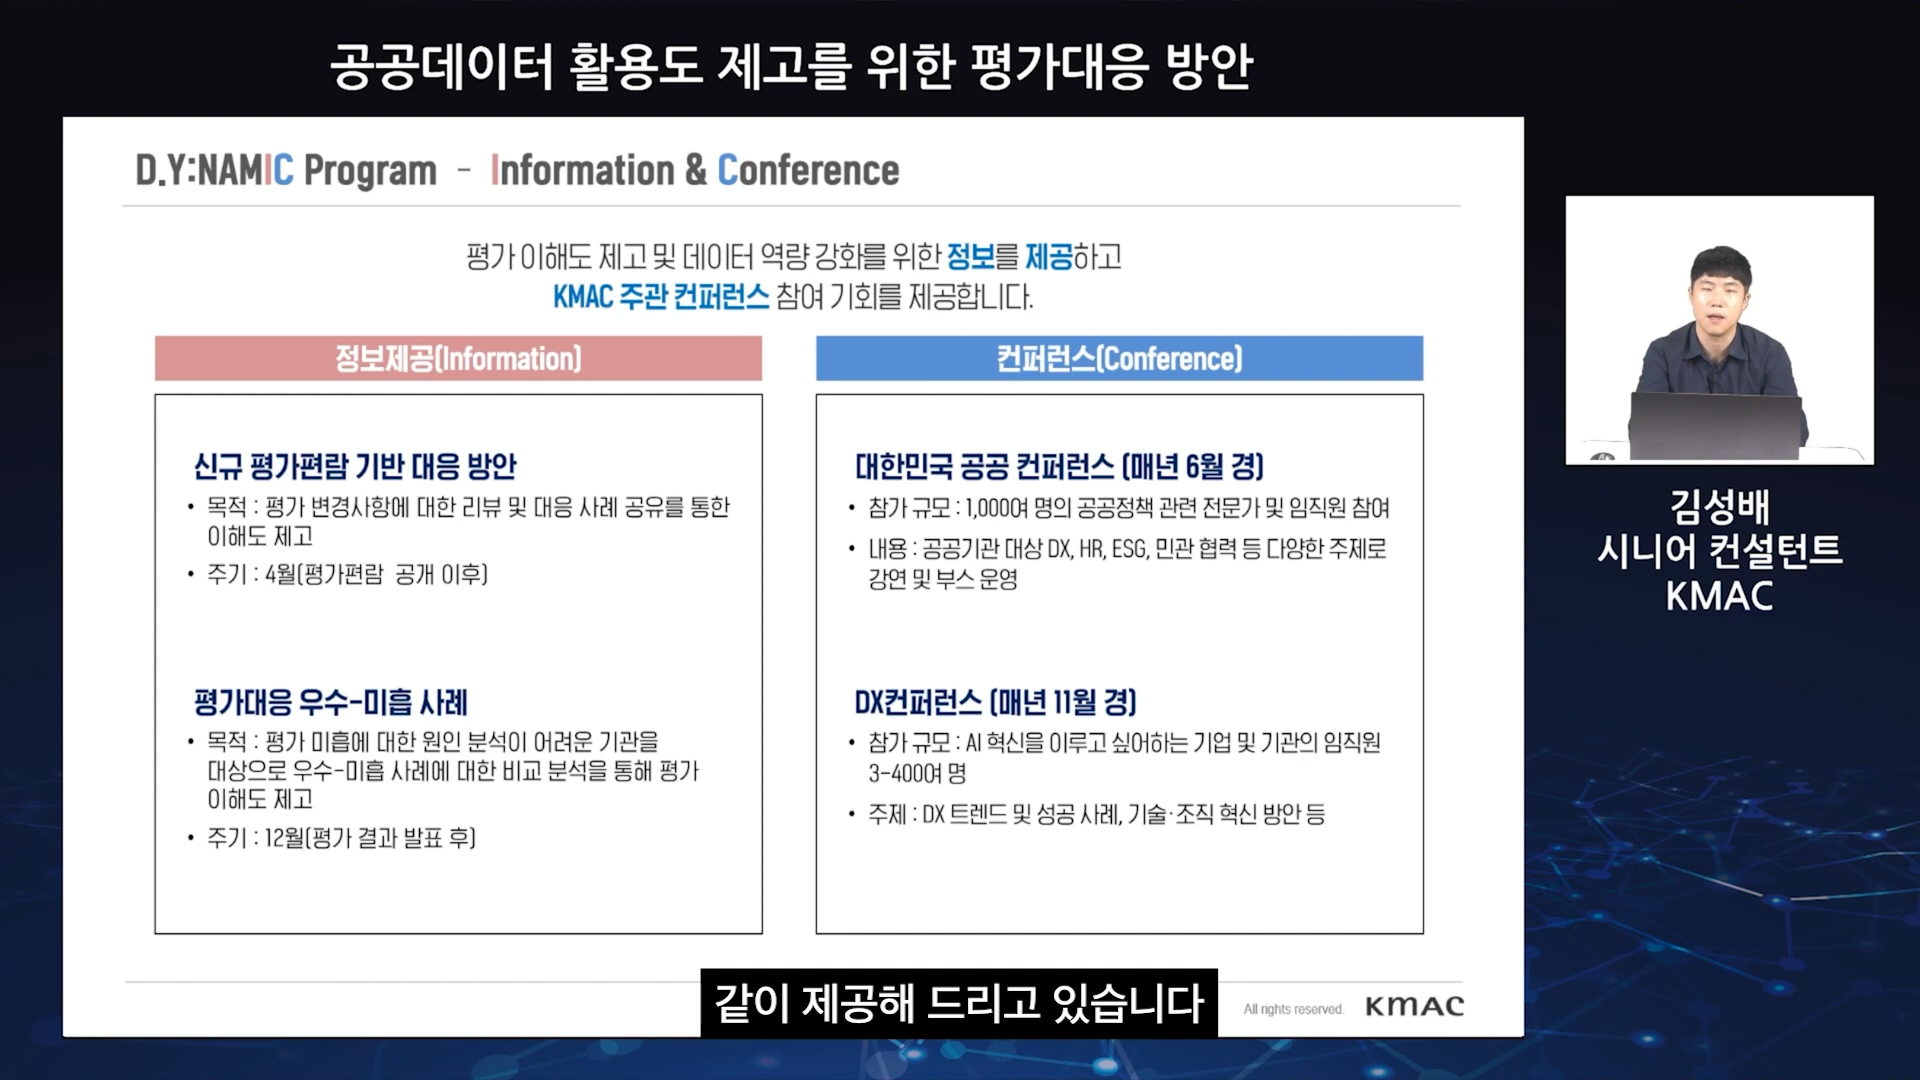 공공데이터 활용도 제고를 위한 평가대응 방안
D.Y:NAMIC Program - Information & Conference
평가 이해도 제고 및 데이터 역량 강화를 위한 정보를 제공하고
KMAC 주관 컨퍼런스 참여 기회를 제공합니다.
정보제공(Information)
신규 평가편람 기반 대응 방안
• 목적 : 평가 변경사항에 대한 리뷰 및 대응 사례 공유를 통한
이해도 제고
• 주기 : 4월(평가편람 공개 이후)
평가대응 우수-미흡 사례
• 목적 : 평가 미흡에 대한 원인 분석이 어려운 기관을
대상으로 우수-미흡 사례에 대한 비교 분석을 통해 평가
이해도 제고
• 주기 : 12월(평가 결과 발표 후)
컨퍼런스(Conference)
대한민국 공공 컨퍼런스 (매년 6월 경)
• 참가 규모 : 1,000여 명의 공공정책 관련 전문가 및 임직원 참여
• 내용 : 공공기관 대상 DX, HR, ESG, 민관 협력 등 다양한 주제로
강연 및 부스 운영
DX컨퍼런스 (매년 11월 경)
• 참가 규모 : AI 혁신을 이루고 싶어하는 기업 및 기관의 임직원
3-400여 명
• 주제 : DX 트렌드 및 성공 사례, 기술·조직 혁신 방안 등
김성배
시니어 컨설턴트
KMAC
같이 제공해 드리고 있습니다
All rights reserved. KMAC